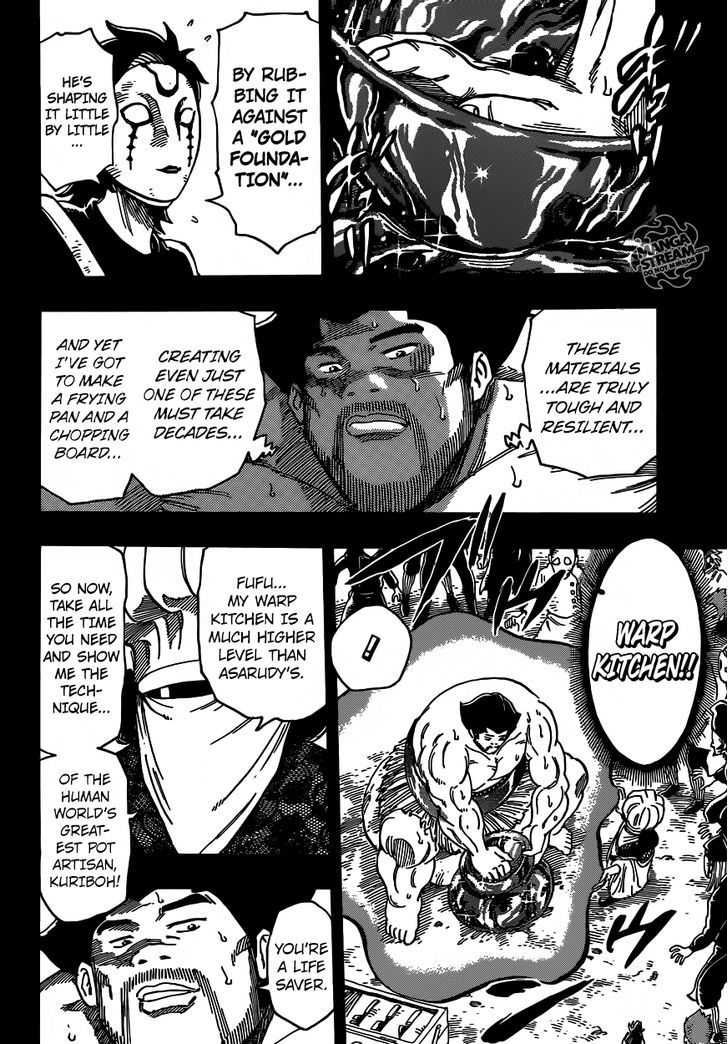 BY RUB-
BING IT
AGAINST
A "GOLD
FOUNDA-
TION"...
HE'S
SHAPING
IT LITTLE
BY LITTLE
...
MANGA
STREAM
THESE
MATERIALS
...ARE TRULY
TOUGH AND
RESILIENT...
CREATING
EVEN JUST
ONE OF THESE
MUST TAKE
DECADES...
AND YET
I'VE GOT
TO MAKE
A FRYING
PAN AND A
CHOPPING
BOARD...
WARP
KITCHEN!!
!
FUFU...
MY WARP
KITCHEN IS A
MUCH HIGHER
LEVEL THAN
ASARUDY'S.
SO NOW,
TAKE ALL
THE TIME
YOU NEED
AND SHOW
ME THE
TECH-
NIQUE...
OF THE
HUMAN
WORLD'S
GREAT-
EST POT
ARTISAN,
KURIBOH!
YOU'RE
A LIFE
SAVER.